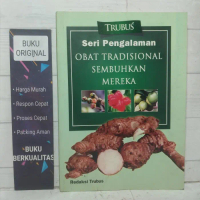 BUKU
ORIGINAL
• Harga Murah
• Respon Cepat
• Proses Cepat
• Packing Aman
•BUKU
BERKUALITAS
TRUBUS
Seri Pengalaman
OBAT TRADISIONAL
SEMBUHKAN
MEREKA
Redaksi Trubus